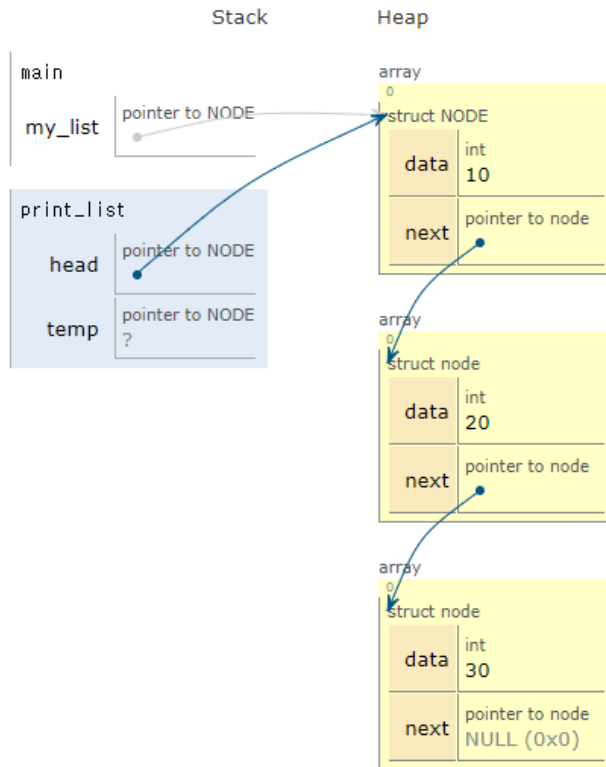 Stack
Heap
main
my_list
pointer to NODE
print_list
head
pointer to NODE
temp
pointer to NODE
?
array
0
struct NODE
data
int
10
next
pointer to node
array
0
struct node
data
int
20
next
pointer to node
array
0
struct node
data
int
30
next
pointer to node
NULL (0x0)